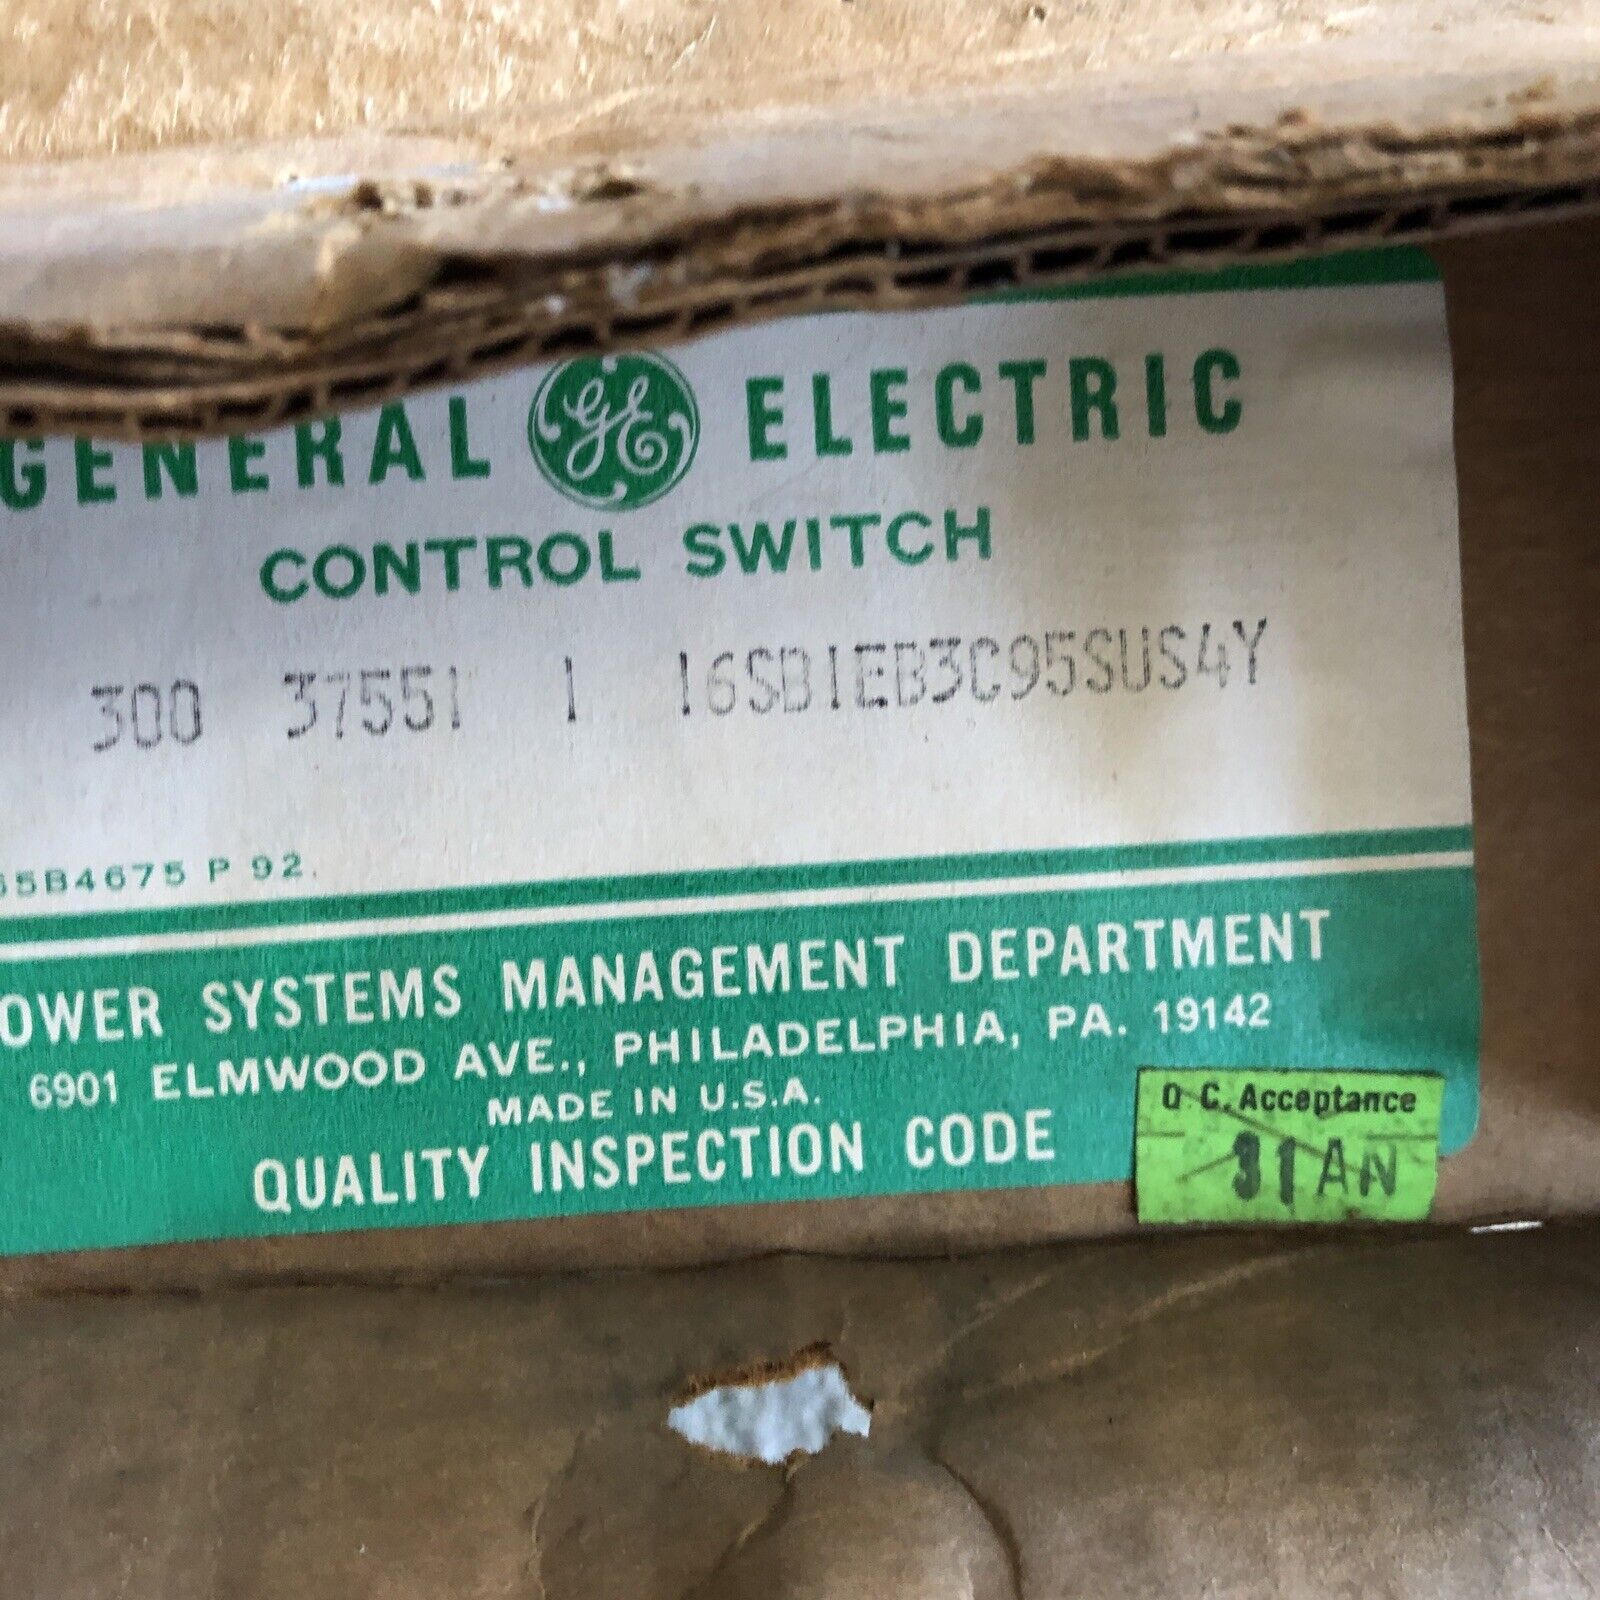 GENERAL GE ELECTRIC
CONTROL SWITCH
300 37551 1 16SB1EB3C95SUS4Y
55B4675 P 92.
OWER SYSTEMS MANAGEMENT DEPARTMENT
6901 ELMWOOD AVE., PHILADELPHIA, PA. 19142
MADE IN U.S.A.
QUALITY INSPECTION CODE
Q.C. Acceptance
31 AN